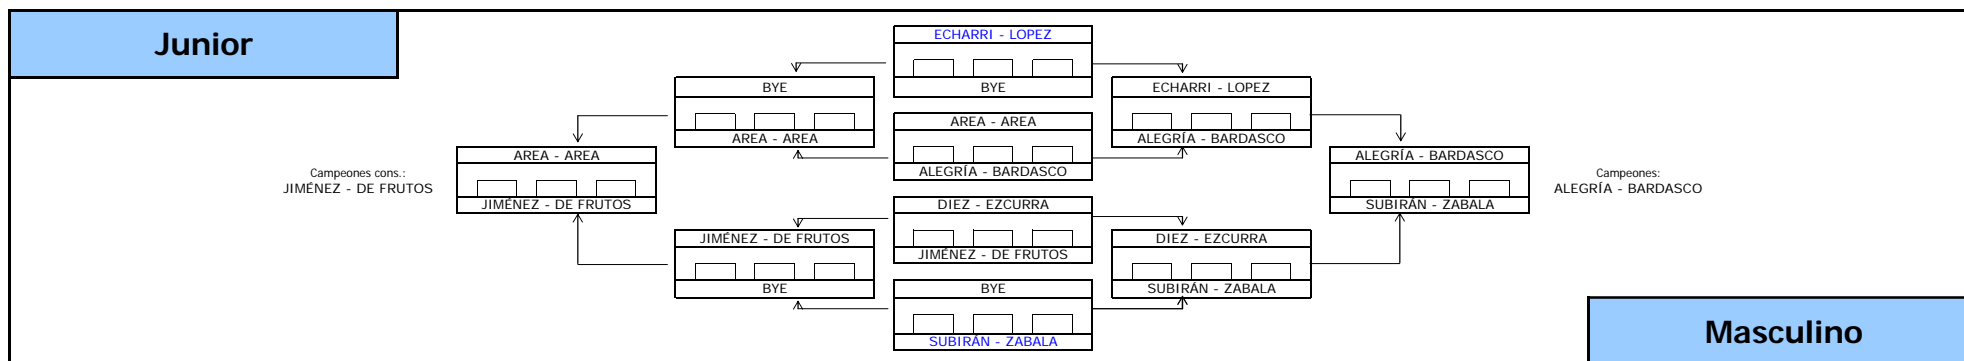 Junior
ECHARRI - LOPEZ
BYE
BYE
AREA - AREA
ECHARRI - LOPEZ
ALEGRÍA - BARDASCO
AREA - AREA
ALEGRÍA - BARDASCO
AREA - AREA
JIMÉNEZ - DE FRUTOS
Campeones cons.:
JIMÉNEZ - DE FRUTOS
ALEGRÍA - BARDASCO
SUBIRÁN - ZABALA
Campeones:
ALEGRÍA - BARDASCO
DIEZ - EZCURRA
JIMÉNEZ - DE FRUTOS
JIMÉNEZ - DE FRUTOS
BYE
DIEZ - EZCURRA
SUBIRÁN - ZABALA
BYE
SUBIRÁN - ZABALA
Masculino